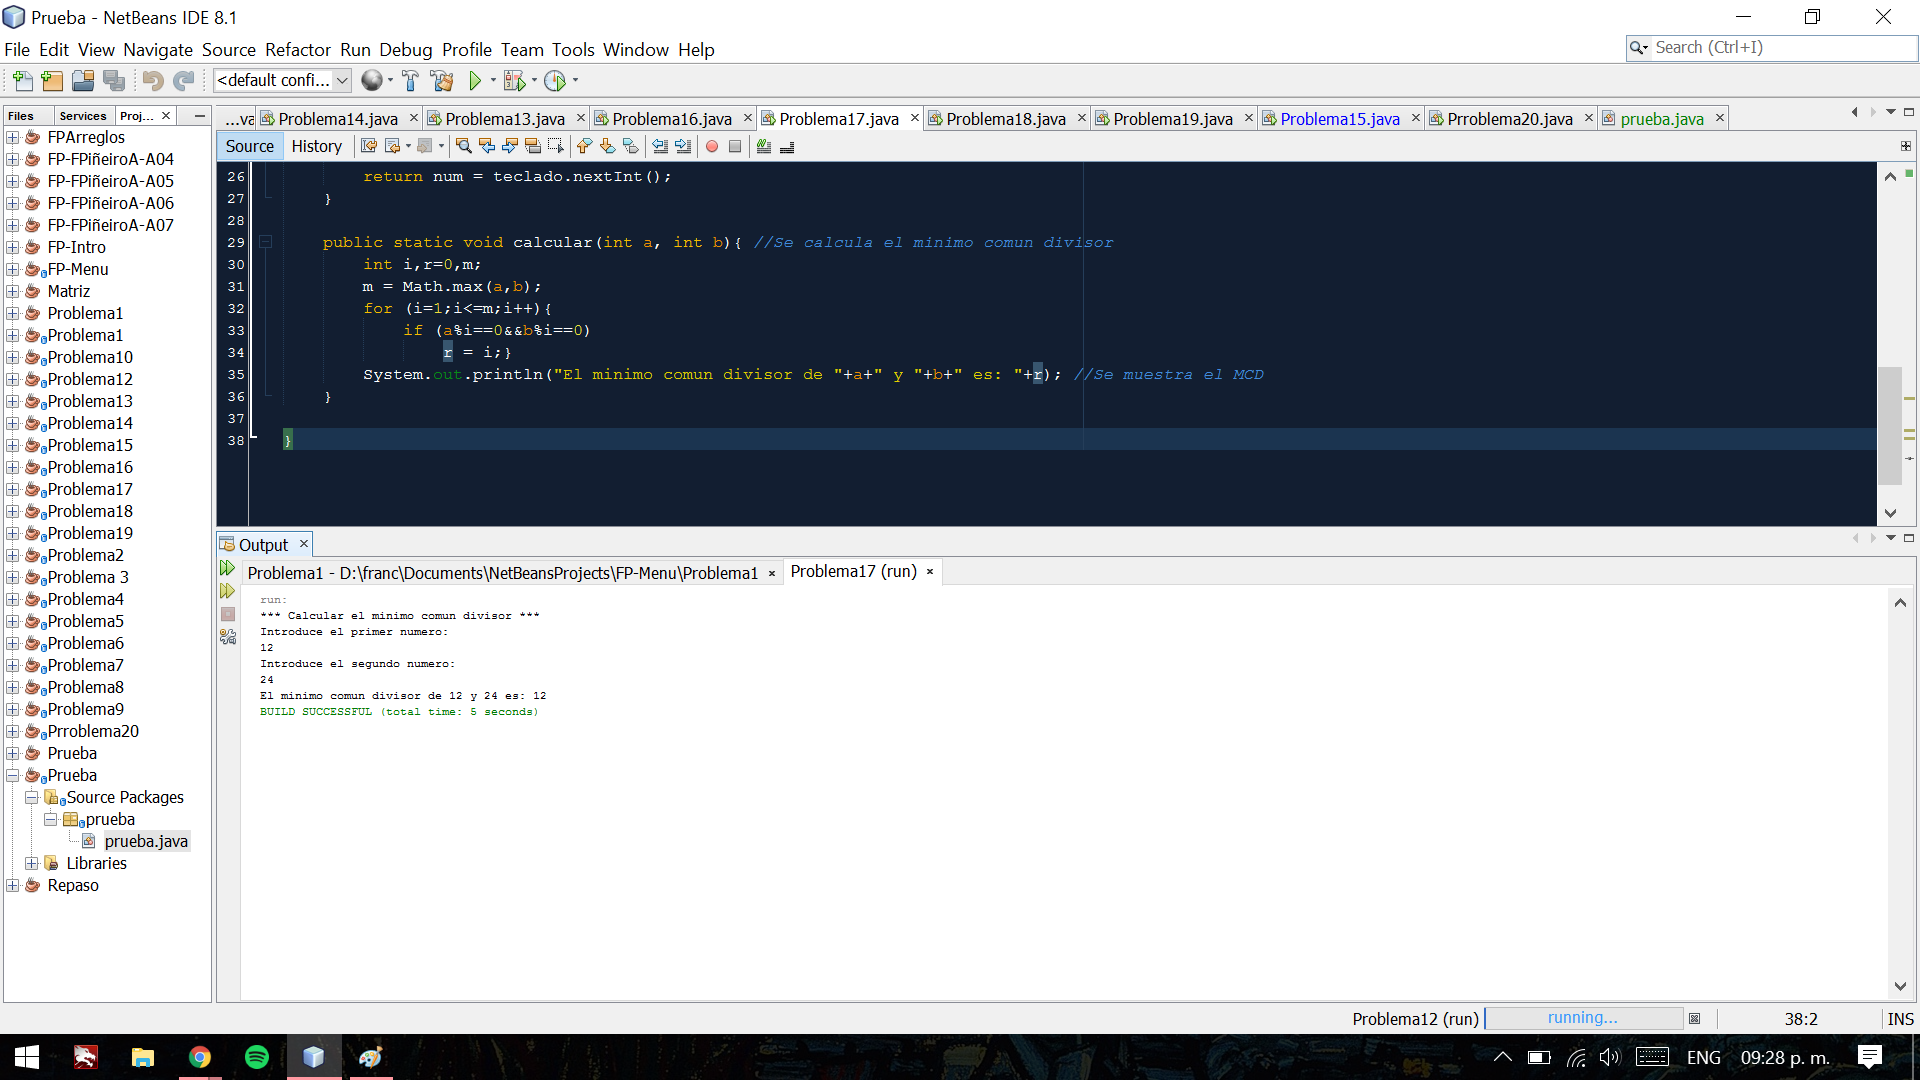 Prueba - NetBeans IDE 8.1
File Edit View Navigate Source Refactor Run Debug Profile Team Tools Window Help
Search (Ctrl+I)
<default confi...
Files Services Proj...
...va Problema14.java Problema13.java Problema16.java Problema17.java Problema18.java Problema19.java Problema15.java Prroblema20.java prueba.java
Source History
FPArreglos
FP-FPiñeiroA-A04
FP-FPiñeiroA-A05
FP-FPiñeiroA-A06
FP-FPiñeiroA-A07
FP-Intro
FP-Menu
Matriz
Problema1
Problema1
Problema10
Problema12
Problema13
Problema14
Problema15
Problema16
Problema17
Problema18
Problema19
Problema2
Problema 3
Problema4
Problema5
Problema6
Problema7
Problema8
Problema9
Prroblema20
Prueba
Prueba
Source Packages
prueba
prueba.java
Libraries
Repaso
26 return num = teclado.nextInt();
27 }
28
29 public static void calcular(int a, int b){ //Se calcula el minimo comun divisor
30 int i,r=0,m;
31 m = Math.max(a,b);
32 for (i=1;i<=m;i++){
33 if (a%i==0&&b%i==0)
34 r = i;}
35 System.out.println("El minimo comun divisor de "+a+" y "+b+" es: "+r); //Se muestra el MCD
36 }
37
38 }
Output
Problema1 - D:\franc\Documents\NetBeansProjects\FP-Menu\Problema1 Problema17 (run)
run:
*** Calcular el minimo comun divisor ***
Introduce el primer numero:
12
Introduce el segundo numero:
24
El minimo comun divisor de 12 y 24 es: 12
BUILD SUCCESSFUL (total time: 5 seconds)
Problema12 (run) running... 38:2 INS
ENG 09:28 p. m.